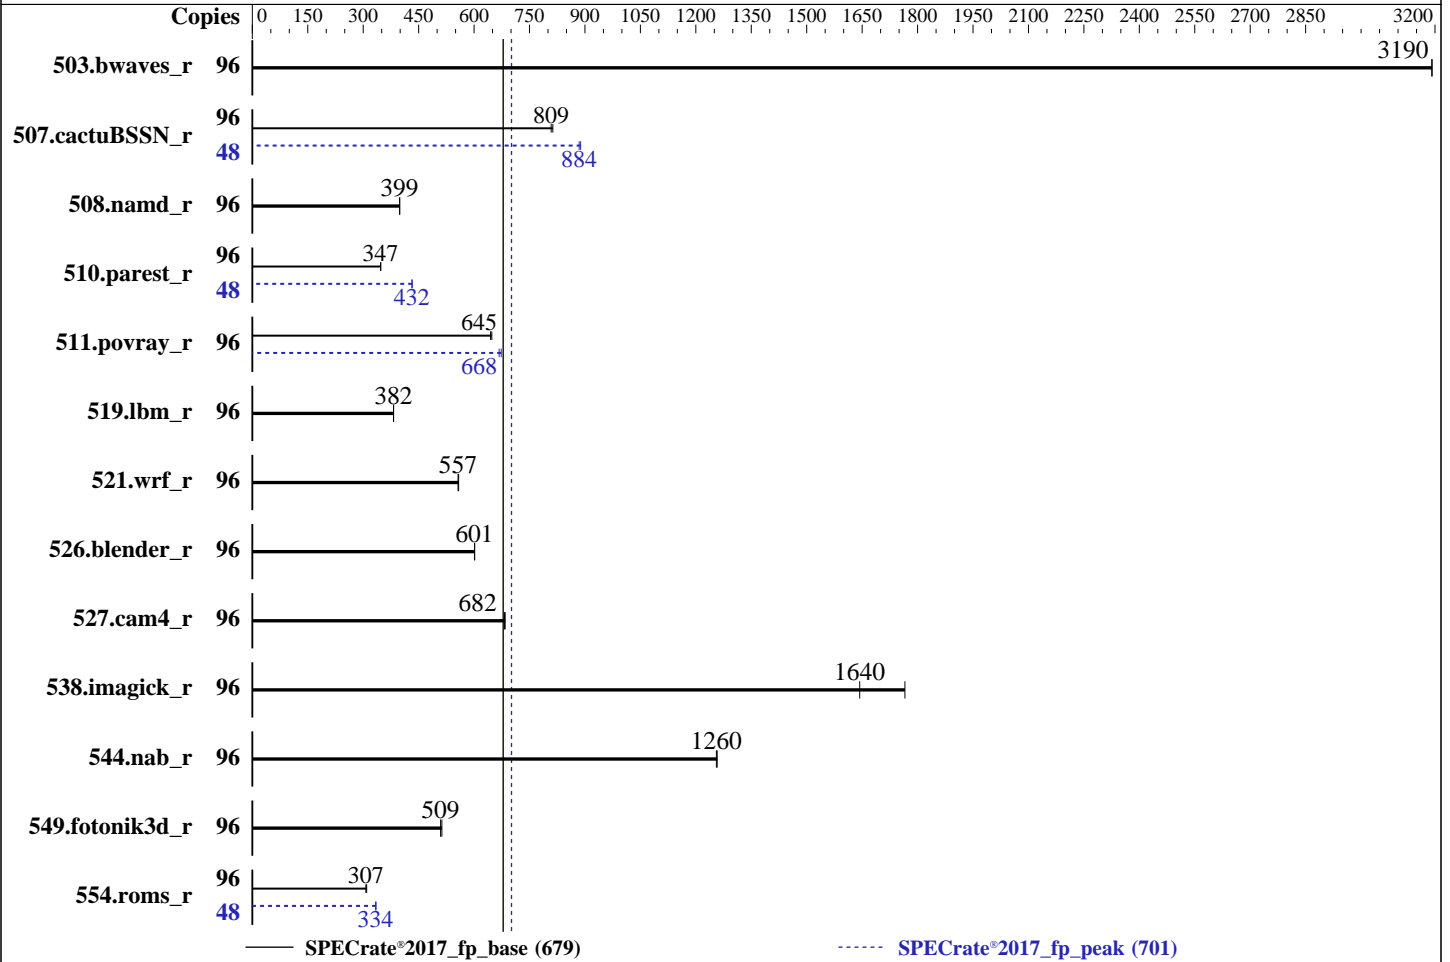 Copies 0 150 300 450 600 750 900 1050 1200 1350 1500 1650 1800 1950 2100 2250 2400 2550 2700 2850 3200
503.bwaves_r 96 3190
507.cactuBSSN_r 96 809
48 884
508.namd_r 96 399
510.parest_r 96 347
48 432
511.povray_r 96 645
668
519.lbm_r 96 382
521.wrf_r 96 557
526.blender_r 96 601
527.cam4_r 96 682
538.imagick_r 96 1640
544.nab_r 96 1260
549.fotonik3d_r 96 509
554.roms_r 96 307
48 334
SPECrate®2017_fp_base (679) SPECrate®2017_fp_peak (701)